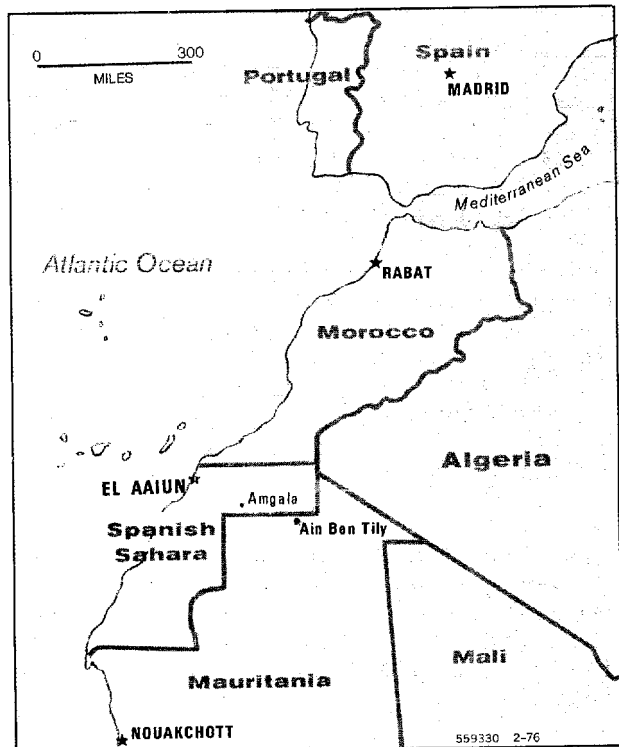 0 300
MILES
Portugal
Spain
MADRID
Mediterranean Sea
Atlantic Ocean
RABAT
Morocco
Algeria
EL AAIUN
Amgala
Ain Ben Tily
Spanish
Sahara
Mauritania
Mali
NOUAKCHOTT
559330 2-76